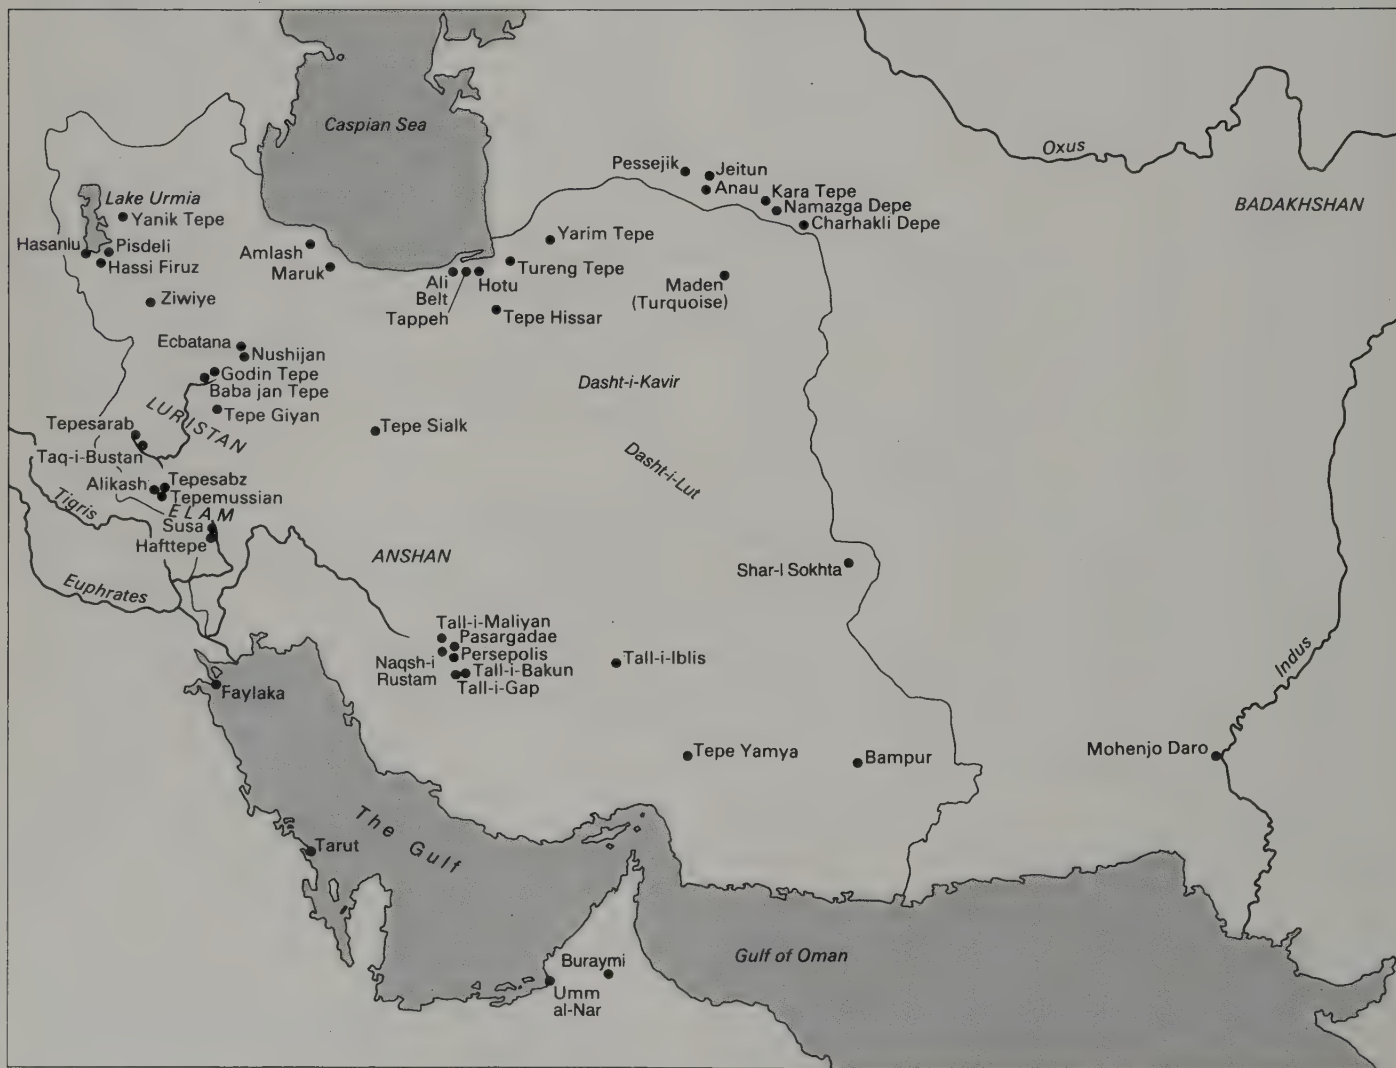 Caspian Sea
Oxus
Pessejik
Jeitun
Anau
Kara Tepe
Namazga Depe
Charhakli Depe
BADAKHSHAN
Lake Urmia
Yanik Tepe
Hasanlu
Pisdeli
Hassi Firuz
Amlash
Maruk
Yarim Tepe
Tureng Tepe
Ali
Belt
Tappeh
Hotu
Maden
(Turquoise)
Ziwiye
Tepe Hissar
Ecbatana
Nushijan
Godin Tepe
Baba jan Tepe
Dasht-i-Kavir
LURISTAN
Tepe Giyan
Tepesarab
Tepe Sialk
Taq-i-Bustan
Dasht-i-Lut
Alikash
Tepesabz
Tepemussian
Tigris
ELAM
Susa
Hafttepe
ANSHAN
Shar-I Sokhta
Euphrates
Tall-i-Maliyan
Pasargadae
Naqsh-i
Rustam
Persepolis
Tall-i-Bakun
Tall-i-Gap
Tall-i-Iblis
Indus
Faylaka
Tepe Yamya
Bampur
Mohenjo Daro
The Gulf
Tarut
Buraymi
Umm
al-Nar
Gulf of Oman